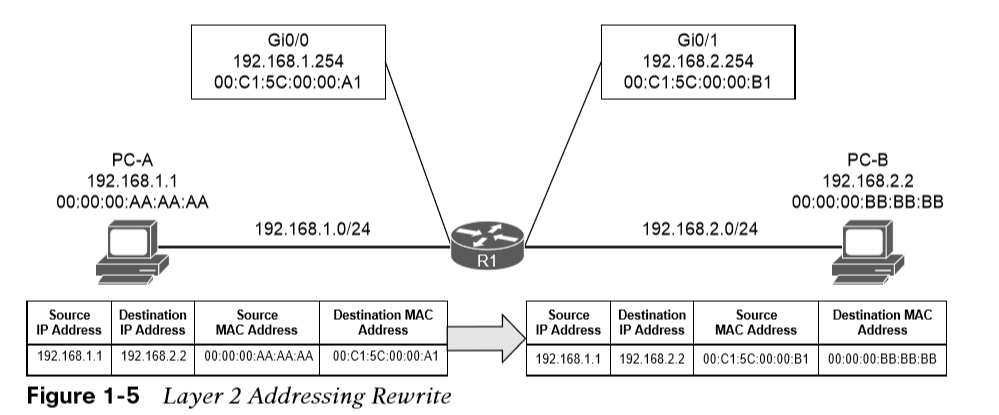 Gi0/0
192.168.1.254
00:C1:5C:00:00:A1
Gi0/1
192.168.2.254
00:C1:5C:00:00:B1
PC-A
192.168.1.1
00:00:00:AA:AA:AA
PC-B
192.168.2.2
00:00:00:BB:BB:BB
192.168.1.0/24
192.168.2.0/24
R1
Source IP Address Destination IP Address Source MAC Address Destination MAC Address
192.168.1.1 192.168.2.2 00:00:00:AA:AA:AA 00:C1:5C:00:00:A1
Source IP Address Destination IP Address Source MAC Address Destination MAC Address
192.168.1.1 192.168.2.2 00:C1:5C:00:00:B1 00:00:00:BB:BB:BB
Figure 1-5 Layer 2 Addressing Rewrite